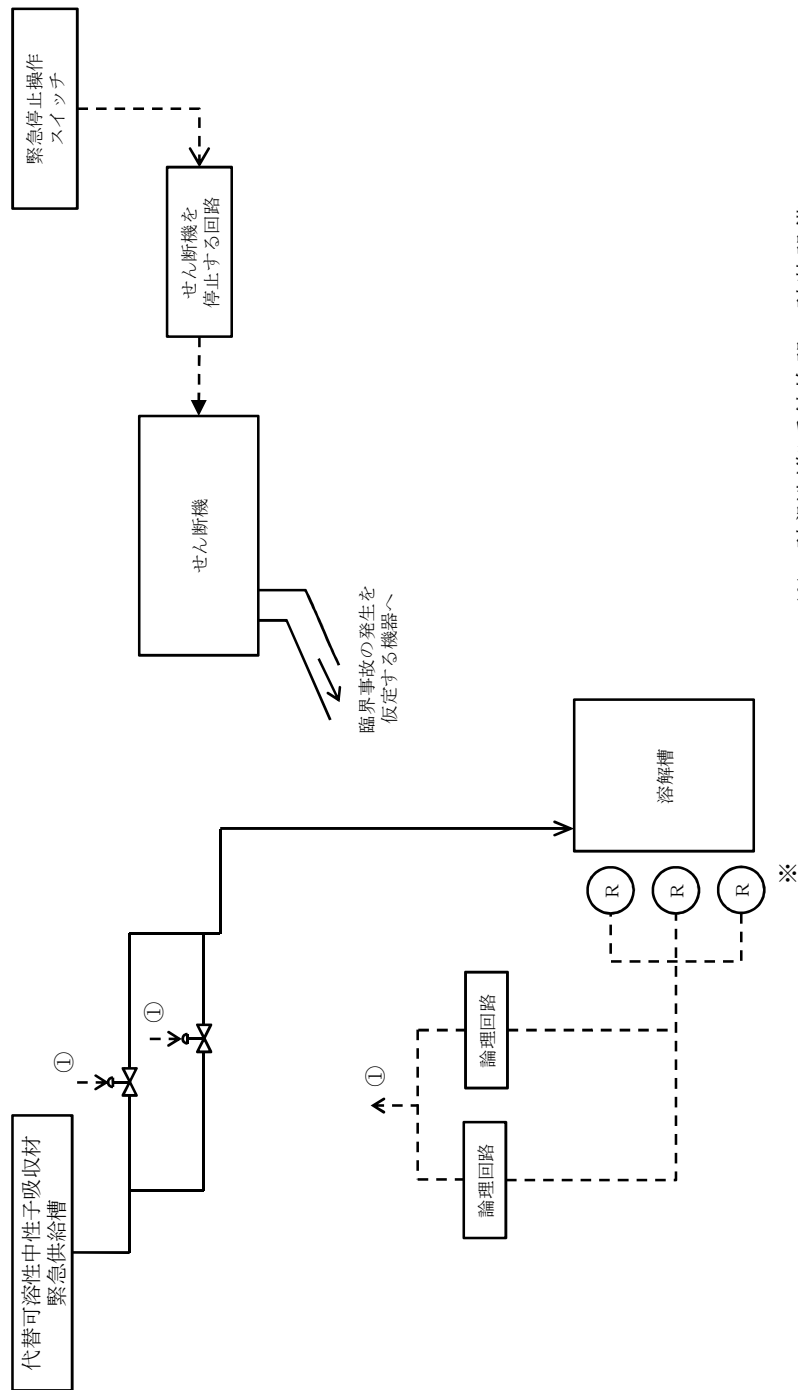 代替可溶性中性子吸収材
緊急供給槽
①
①
①
論理回路
論理回路
R
R
R
※
溶解槽
せん断機
臨界事故の発生を
仮定する機器へ
せん断機を
停止する回路
緊急停止操作
スイッチ